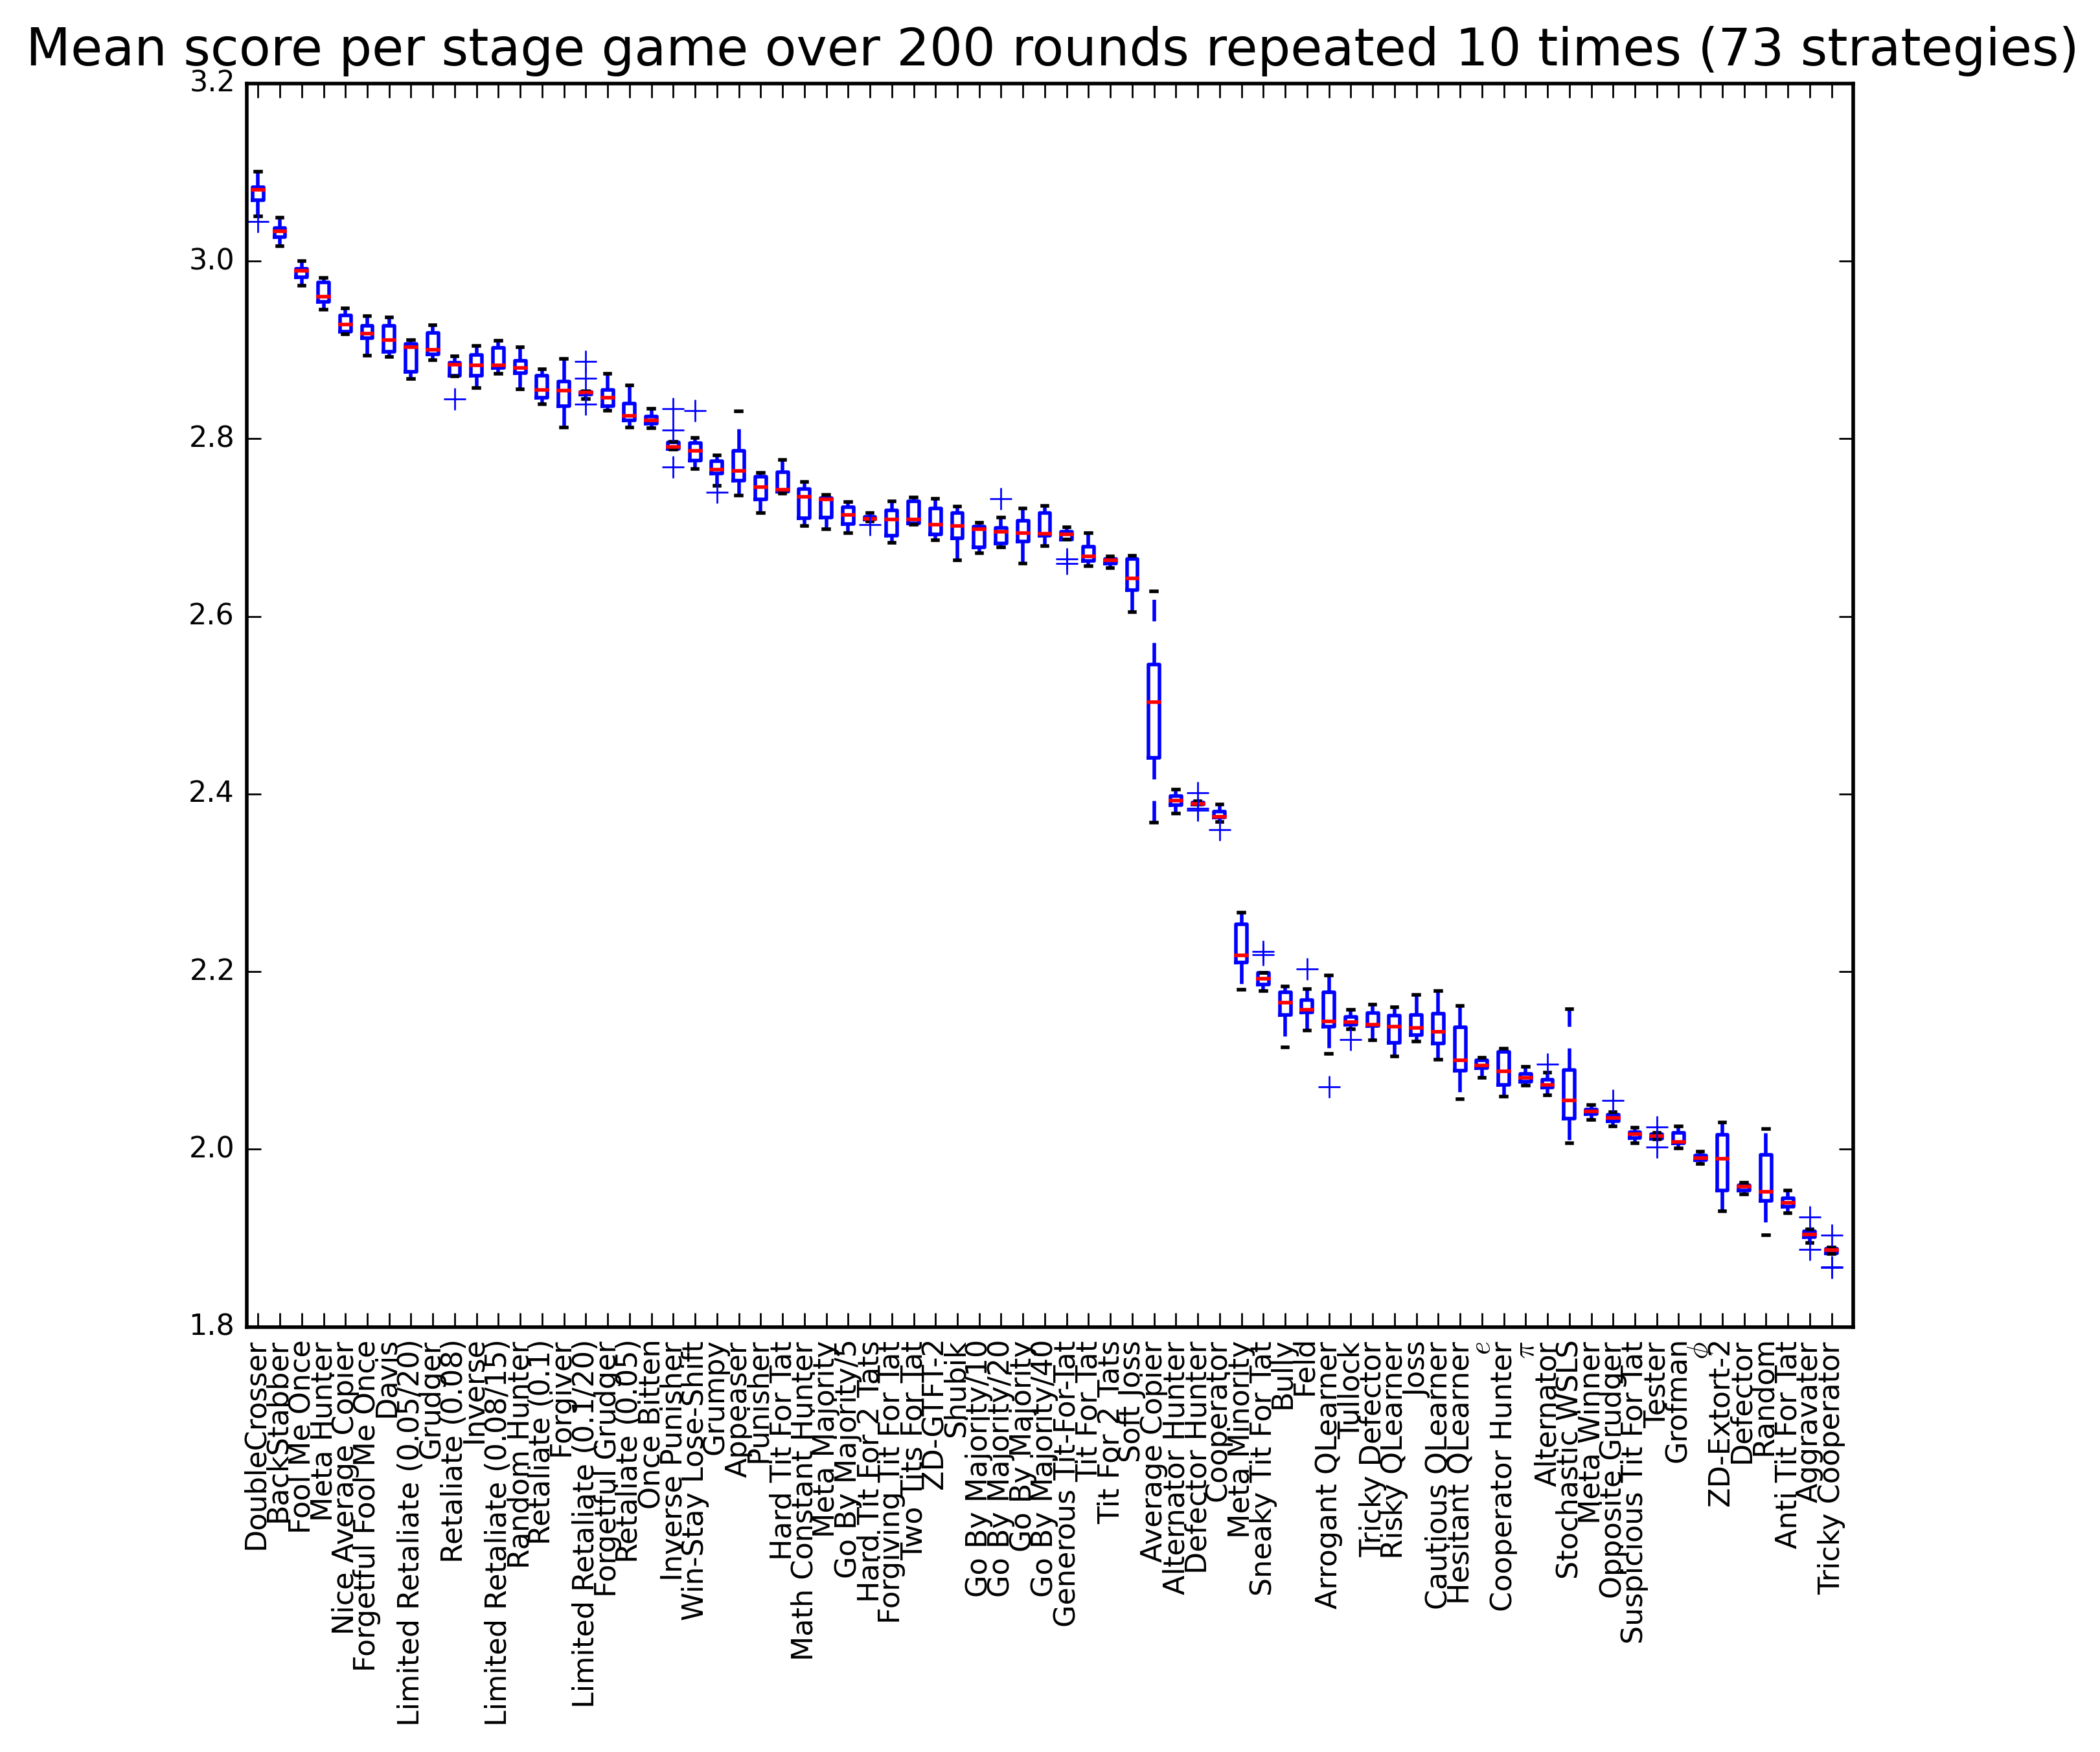 Mean score per stage game over 200 rounds repeated 10 times (73 strategies)
3.2
3.0
2.8
2.6
2.4
2.2
2.0
1.8
DoubleCrosser
BackStabber
Fool Me Once
Meta Hunter
Nice Average Copier
Forgetful Fool Me Once
Davis
Limited Retaliate (0.05/20)
Grudger
Retaliate (0.08)
Inverse
Limited Retaliate (0.08/15)
Random Hunter
Retaliate (0.1)
Forgiver
Limited Retaliate (0.1/20)
Forgetful Grudger
Retaliate (0.05)
Once Bitten
Inverse Punisher
Win-Stay Lose-Shift
Grumpy
Appeaser
Punisher
Hard Tit For Tat
Math Constant Hunter
Meta Majority
Go By Majority/5
Hard Tit For 2 Tats
Forgiving Tit For Tat
Two Tits For Tat
ZD-GTFT-2
Shubik
Go By Majority/10
Go By Majority/20
Go By Majority
Go By Majority/40
Generous Tit-For-Tat
Tit For Tat
Tit For 2 Tats
Soft Joss
Average Copier
Alternator Hunter
Defector Hunter
Cooperator
Meta Minority
Sneaky Tit For Tat
Bully
Feld
Arrogant QLearner
Tullock
Tricky Defector
Risky QLearner
Joss
Cautious QLearner
Hesitant QLearner
e
Cooperator Hunter
π
Alternator
Stochastic WSLS
Meta Winner
Opposite Grudger
Suspicious Tit For Tat
Tester
Grofman
ϕ
ZD-Extort-2
Defector
Random
Anti Tit For Tat
Aggravater
Tricky Cooperator